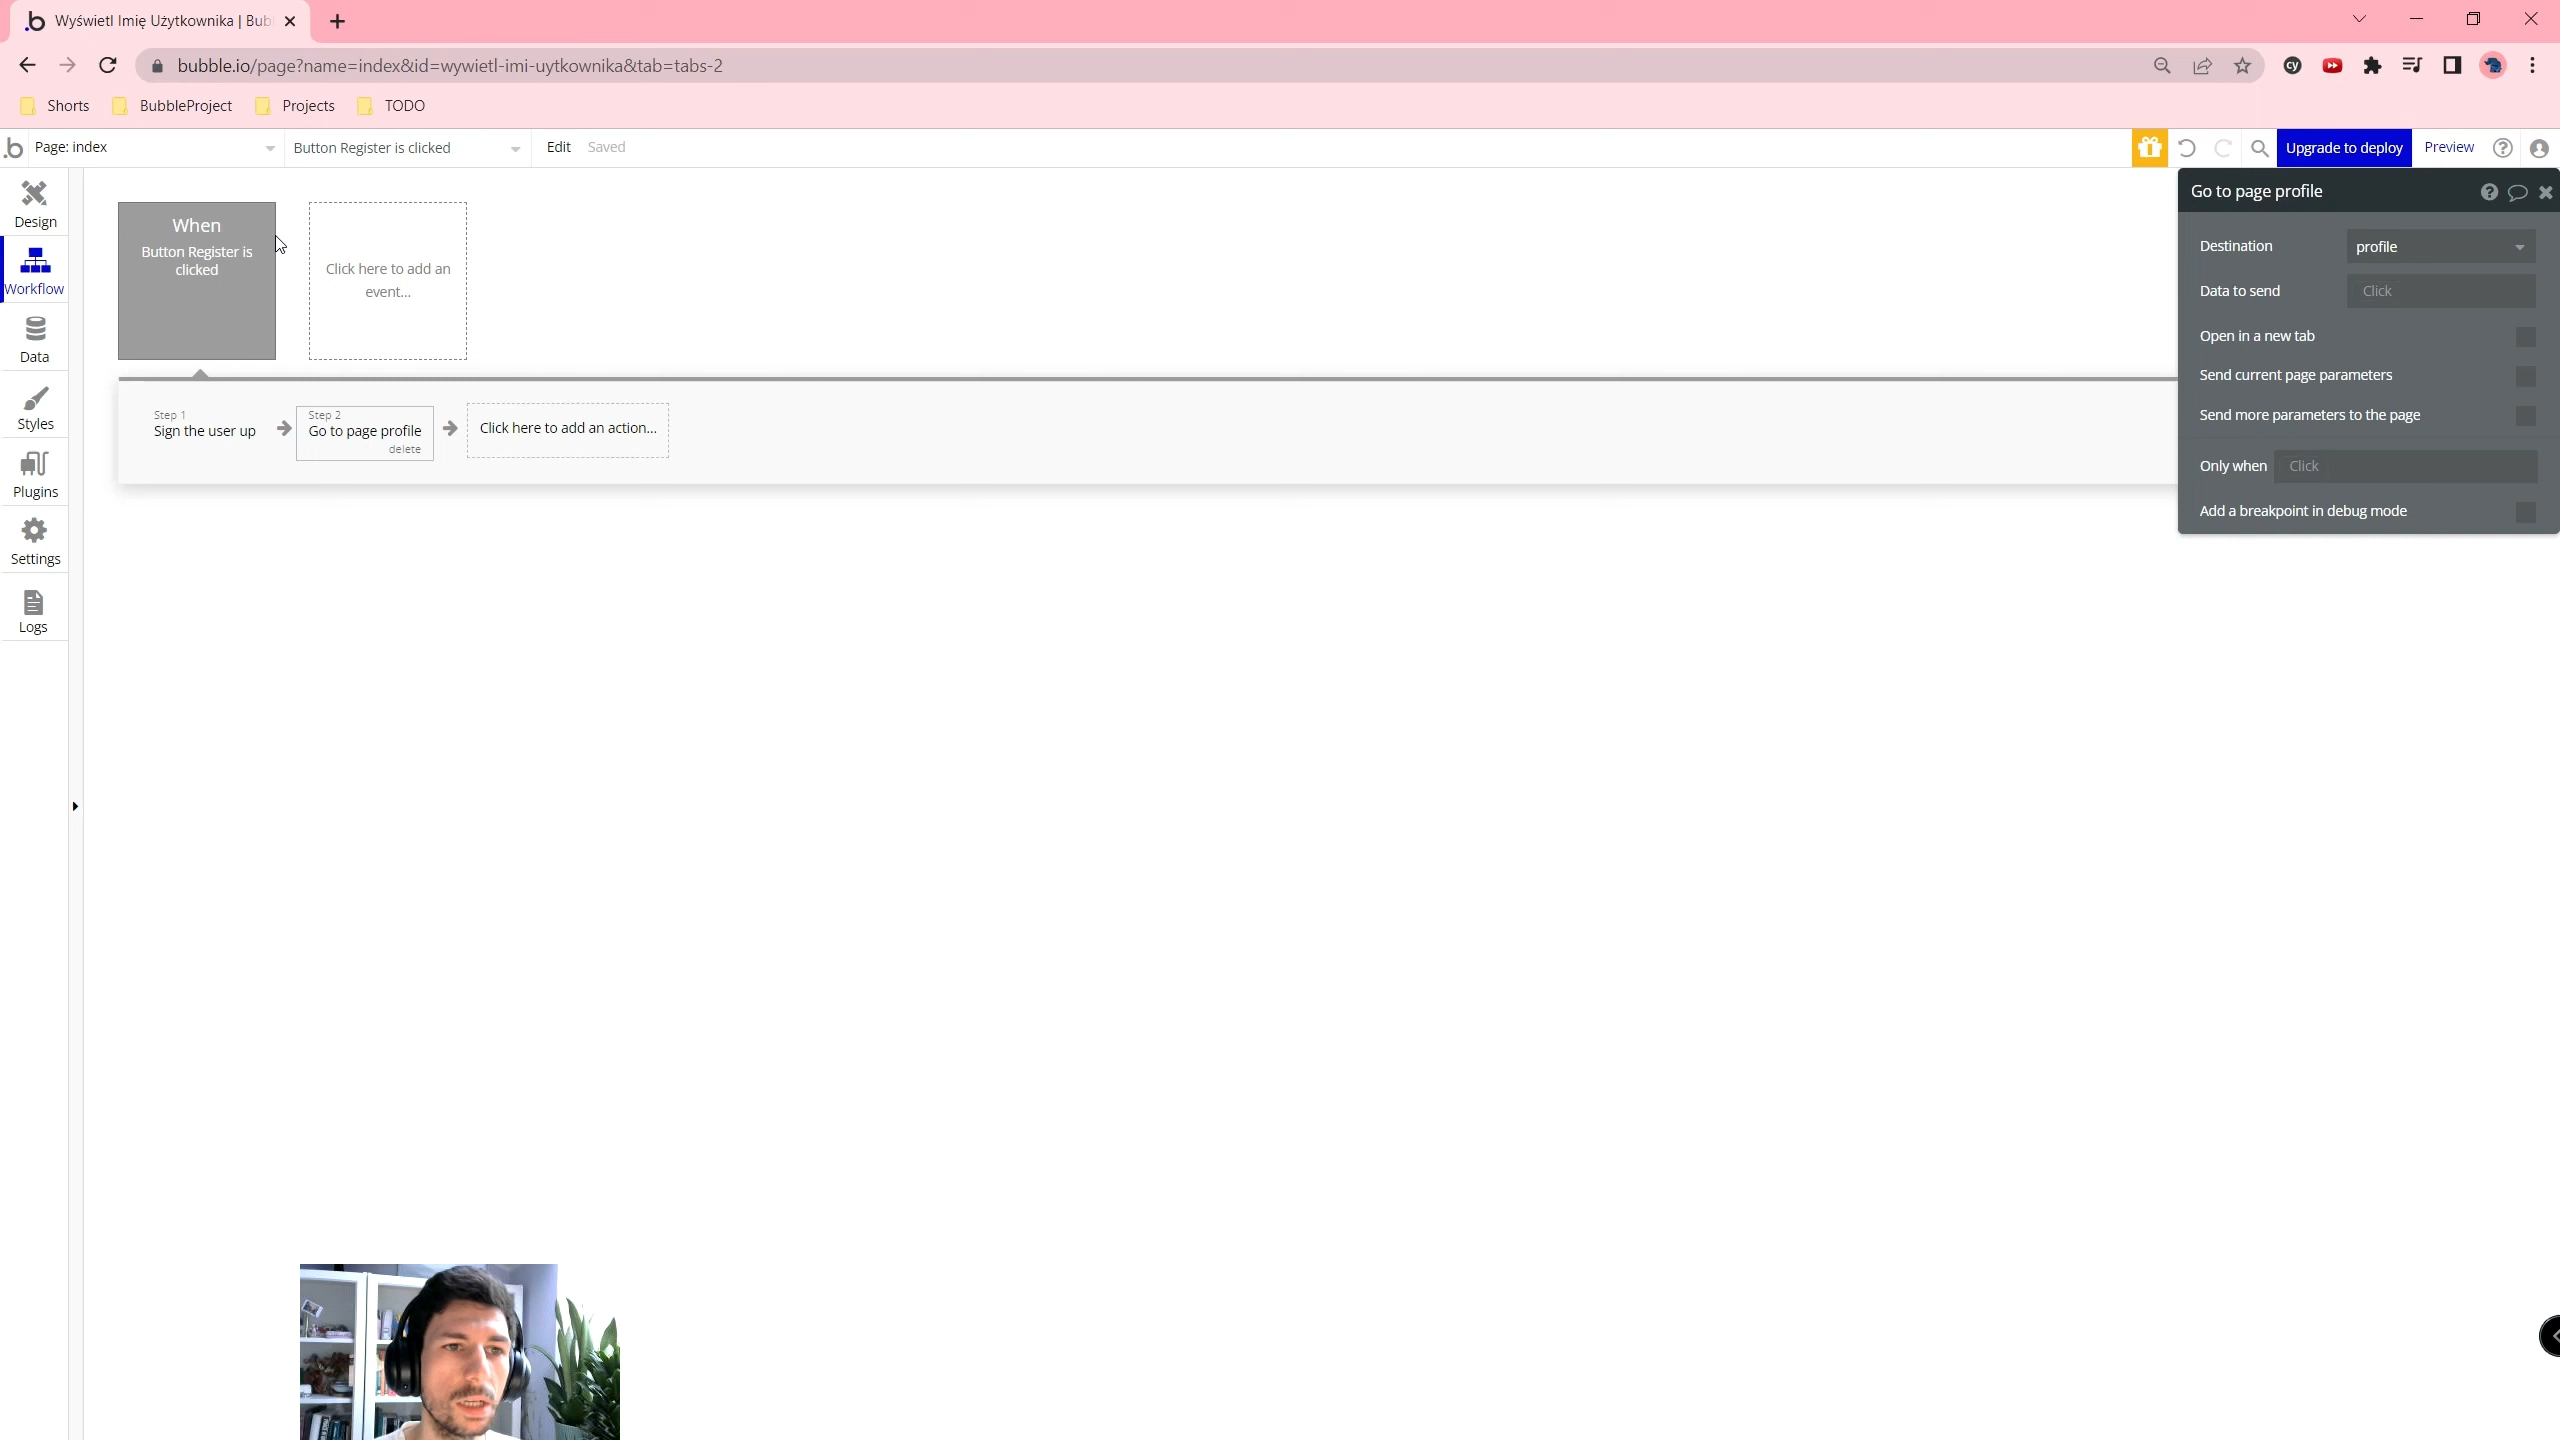 Wyświetl Imię Użytkownika | Bub
bubble.io/page?name=index&id=wywietl-imi-uytkownika&tab=tabs-2
cy
Shorts
BubbleProject
Projects
TODO
.b
Page: index
Button Register is clicked
Edit
Saved
Upgrade to deploy
Preview
Design
Workflow
Data
Styles
Plugins
Settings
Logs
When
Button Register is
clicked
Click here to add an
event...
Step 1
Sign the user up
Step 2
Go to page profile
delete
Click here to add an action...
Go to page profile
Destination
profile
Data to send
Click
Open in a new tab
Send current page parameters
Send more parameters to the page
Only when
Click
Add a breakpoint in debug mode